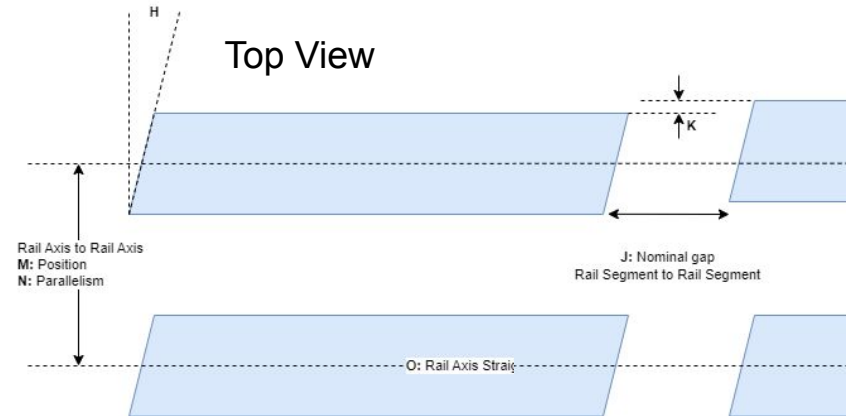 H
Top View
K
Rail Axis to Rail Axis
M: Position
N: Parallelism
J: Nominal gap
Rail Segment to Rail Segment
O: Rail Axis